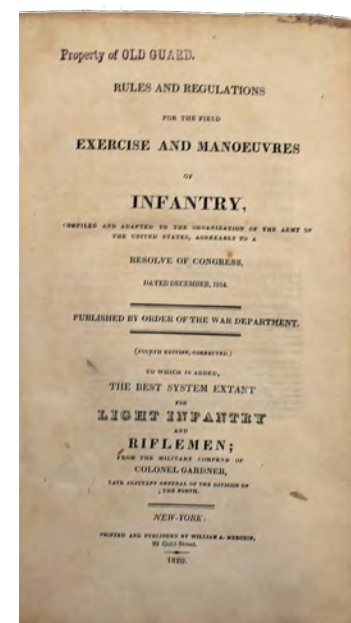 Property of OLD GUARD.
RULES AND REGULATIONS
FOR THE FIELD
EXERCISE AND MANOEUVRES
OF
INFANTRY,
COMPILED AND ADAPTED TO THE ORGANIZATION OF THE ARMY OF
THE UNITED STATES, AGREEABLY TO A
RESOLVE OF CONGRESS,
DATED DECEMBER, 1814.
PUBLISHED BY ORDER OF THE WAR DEPARTMENT.
(FOURTH EDITION, CORRECTED.)
TO WHICH IS ADDED,
THE BEST SYSTEM EXTANT
FOR
LIGHT INFANTRY
AND
RIFLEMEN;
FROM THE MILITARY COMPEND OF
COLONEL GARDNER,
LATE ADJUTANT GENERAL OF THE DIVISION OF
THE NORTH.
NEW-YORK:
PRINTED AND PUBLISHED BY WILLIAM A. MERCEIN,
93 Gold-Street.
1820.